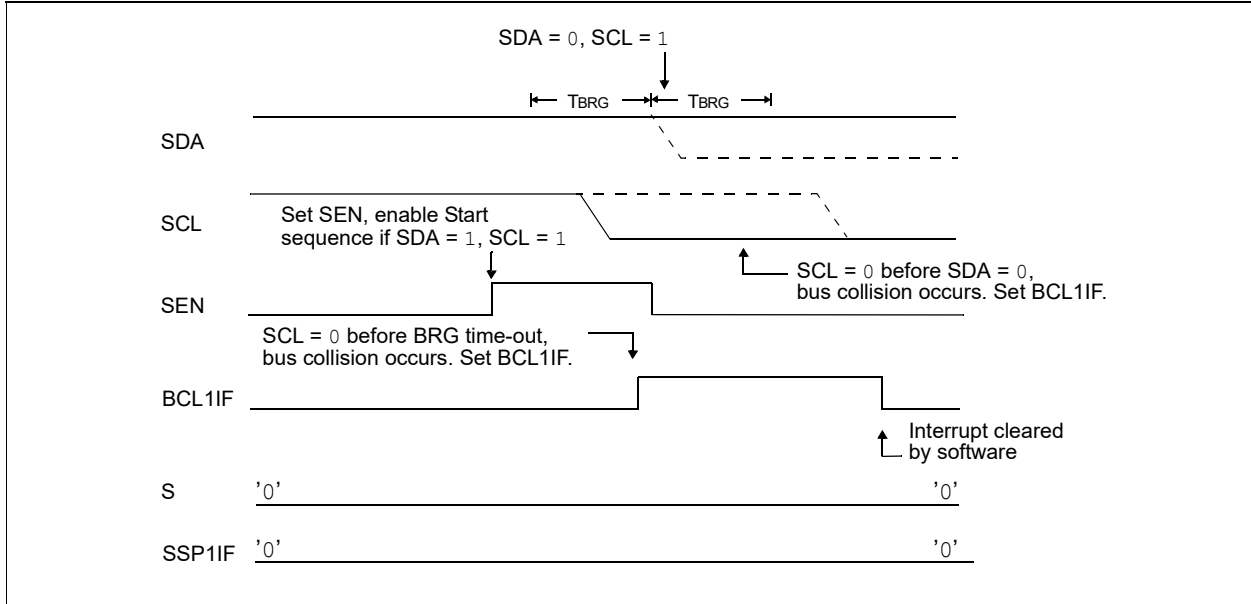 SDA = 0, SCL = 1
TBRG TBRG
SDA
SCL
Set SEN, enable Start
sequence if SDA = 1, SCL = 1
SCL = 0 before SDA = 0,
bus collision occurs. Set BCL1IF.
SEN
SCL = 0 before BRG time-out,
bus collision occurs. Set BCL1IF.
BCL1IF
Interrupt cleared
by software
S '0' '0'
SSP1IF '0' '0'